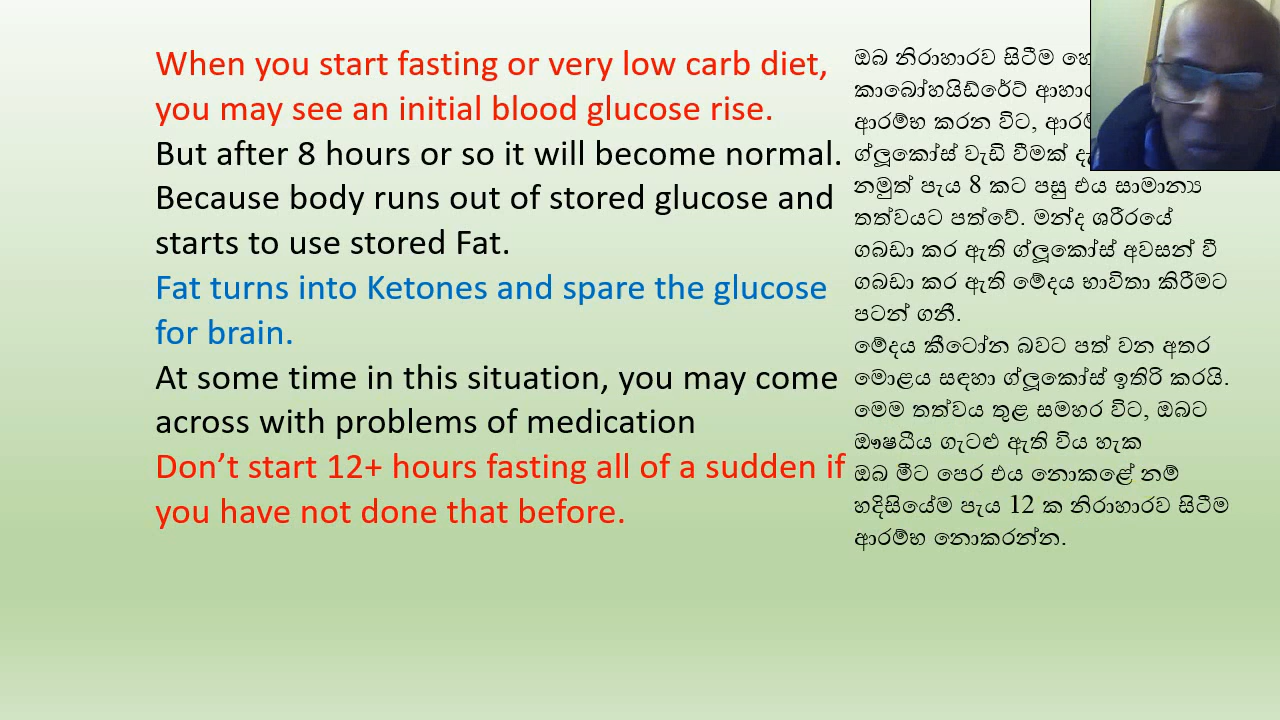 When you start fasting or very low carb diet,
you may see an initial blood glucose rise.
But after 8 hours or so it will become normal.
Because body runs out of stored glucose and
starts to use stored Fat.
Fat turns into Ketones and spare the glucose
for brain.
At some time in this situation, you may come
across with problems of medication
Don’t start 12+ hours fasting all of a sudden if
you have not done that before.
ඔබ නිරාහාරව සිටීම
කාබෝහයිඩ්රේට්
ආරම්භ කරන විට,
ග්ලූකෝස් වැඩි වීමක්
නමුත් පැය 8 කට පසු එය සාමාන්‍ය
තත්වයට පත්වේ. මන්ද ශරීරයේ
ගබඩා කර ඇති ග්ලූකෝස් අවසන් වී
ගබඩා කර ඇති මේදය භාවිතා කිරීමට
පටන් ගනී.
මේදය කීටෝන බවට පත් වන අතර
මොළය සඳහා ග්ලූකෝස් ඉතිරි කරයි.
මෙම තත්වය තුළ සමහර විට, ඔබට
ඖෂධීය ගැටළු ඇති විය හැක
ඔබ මීට පෙර එය නොකළේ නම්
හදිසියේම පැය 12 ක නිරාහාරව සිටීම
ආරම්භ නොකරන්න.